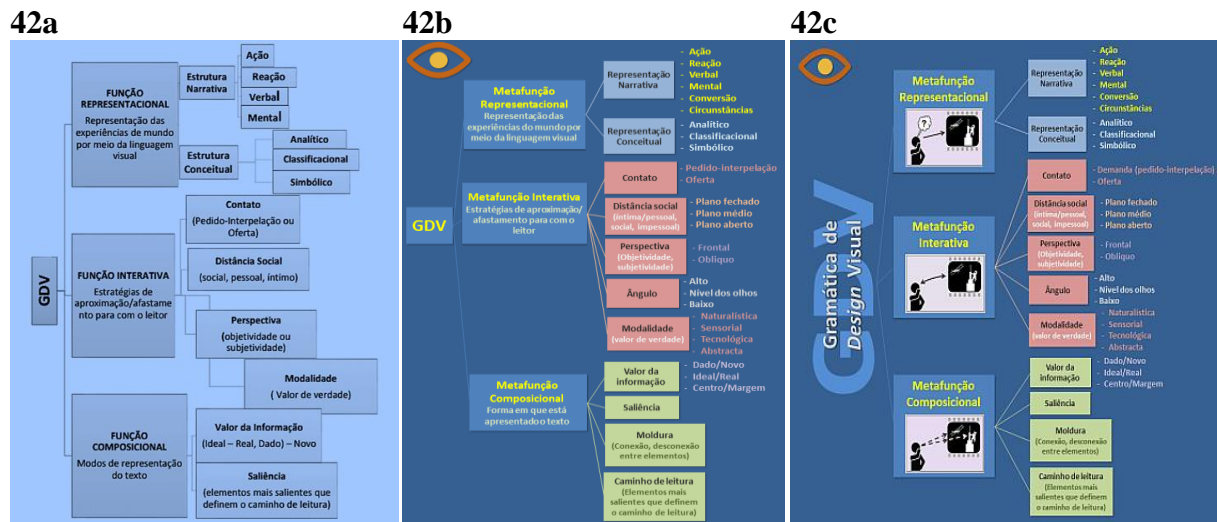 42a
42b
42c
GDV
FUNÇÃO
REPRESENTACIONAL
Representação das
experiências de mundo
por meio da linguagem
visual
Estrutura
Narrativa
Ação
Reação
Verbal
Mental
Estrutura
Conceitual
Analítico
Classificacional
Simbólico
FUNÇÃO INTERATIVA
Estratégias de
aproximação/afastame
nto para com o leitor
Contato
(Pedido-Interpelação ou
Oferta)
Distância Social
(social, pessoal, íntimo)
Perspectiva
(objetividade ou
subjetividade)
Modalidade
( Valor de verdade)
FUNÇÃO
COMPOSICIONAL
Modos de representação
do texto
Valor da Informação
(Ideal – Real, Dado) – Novo
Saliência
(elementos mais salientes que
definem o caminho de leitura)
GDV
Metafunção
Representacional
Representação das
experiências do mundo por
meio da linguagem visual
Representação
Narrativa
- Ação
- Reação
- Verbal
- Mental
- Conversão
- Circunstâncias
Representação
Conceitual
- Analítico
- Classificacional
- Simbólico
Metafunção Interativa
Estratégias de aproximação/
afastamento para com o
leitor
Contato
- Pedido-interpelação
- Oferta
Distância social
(íntima/pessoal,
social, impessoal)
- Plano fechado
- Plano médio
- Plano aberto
Perspectiva
(Objetividade,
subjetividade)
- Frontal
- Oblíquo
Ângulo
- Alto
- Nível dos olhos
- Baixo
Modalidade
(valor de verdade)
- Naturalística
- Sensorial
- Tecnológica
- Abstracta
Metafunção
Composicional
Forma em que está
apresentado o texto
Valor da
informação
- Dado/Novo
- Ideal/Real
- Centro/Margem
Saliência
Moldura
(Conexão, desconexão
entre elementos)
Caminho de leitura
(Elementos mais
salientes que definem
o caminho de leitura)
GDV
Gramática de
Design Visual
Metafunção
Representacional
?
Representação
Narrativa
- Ação
- Reação
- Verbal
- Mental
- Conversão
- Circunstâncias
Representação
Conceitual
- Analítico
- Classificacional
- Simbólico
Metafunção
Interativa
Contato
- Demanda (pedido-interpelação)
- Oferta
Distância social
(íntima/pessoal,
social, impessoal)
- Plano fechado
- Plano médio
- Plano aberto
Perspectiva
(Objetividade,
subjetividade)
- Frontal
- Oblíquo
Ângulo
- Alto
- Nível dos olhos
- Baixo
Modalidade
(valor de verdade)
- Naturalística
- Sensorial
- Tecnológica
- Abstracta
Metafunção
Composicional
Valor da
informação
- Dado/Novo
- Ideal/Real
- Centro/Margem
Saliência
Moldura
(Conexão, desconexão
entre elementos)
Caminho de leitura
(Elementos mais
salientes que definem
o caminho de leitura)